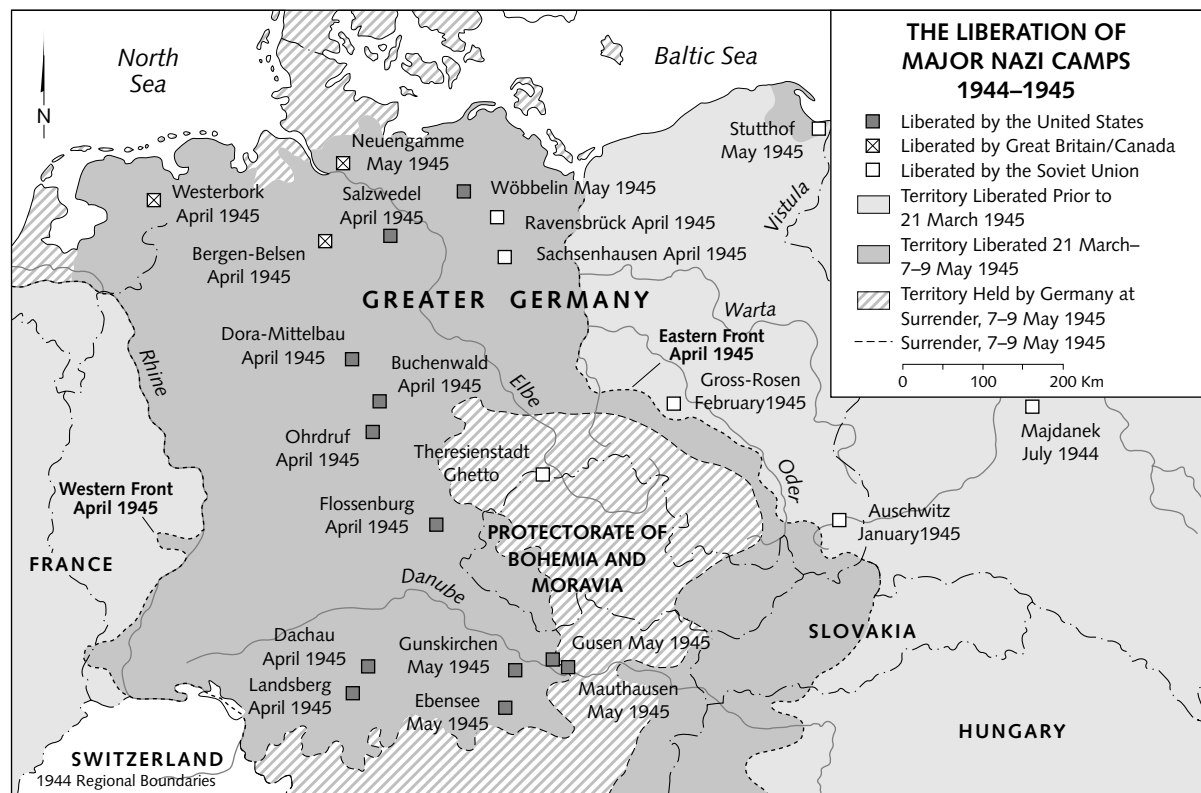 North
Sea
Baltic Sea
THE LIBERATION OF
MAJOR NAZI CAMPS
1944–1945
Liberated by the United States
Liberated by Great Britain/Canada
Liberated by the Soviet Union
Territory Liberated Prior to
21 March 1945
Territory Liberated 21 March–
7–9 May 1945
Territory Held by Germany at
Surrender, 7–9 May 1945
Surrender, 7–9 May 1945
0 100 200 Km
N
Neuengamme
May 1945
Stutthof
May 1945
Westerbork
April 1945
Salzwedel
April 1945
Wöbbelin May 1945
Ravensbrück April 1945
Vistula
Bergen-Belsen
April 1945
Sachsenhausen April 1945
GREATER GERMANY
Warta
Dora-Mittelbau
April 1945
Eastern Front
April 1945
Rhine
Buchenwald
April 1945
Elbe
Gross-Rosen
February1945
Majdanek
July 1944
Ohrdruf
April 1945
Theresienstadt
Ghetto
Oder
Western Front
April 1945
Flossenburg
April 1945
Auschwitz
January1945
PROTECTORATE OF
BOHEMIA AND
MORAVIA
FRANCE
Danube
SLOVAKIA
Dachau
April 1945
Gunskirchen
May 1945
Gusen May 1945
Landsberg
April 1945
Ebensee
May 1945
Mauthausen
May 1945
HUNGARY
SWITZERLAND
1944 Regional Boundaries